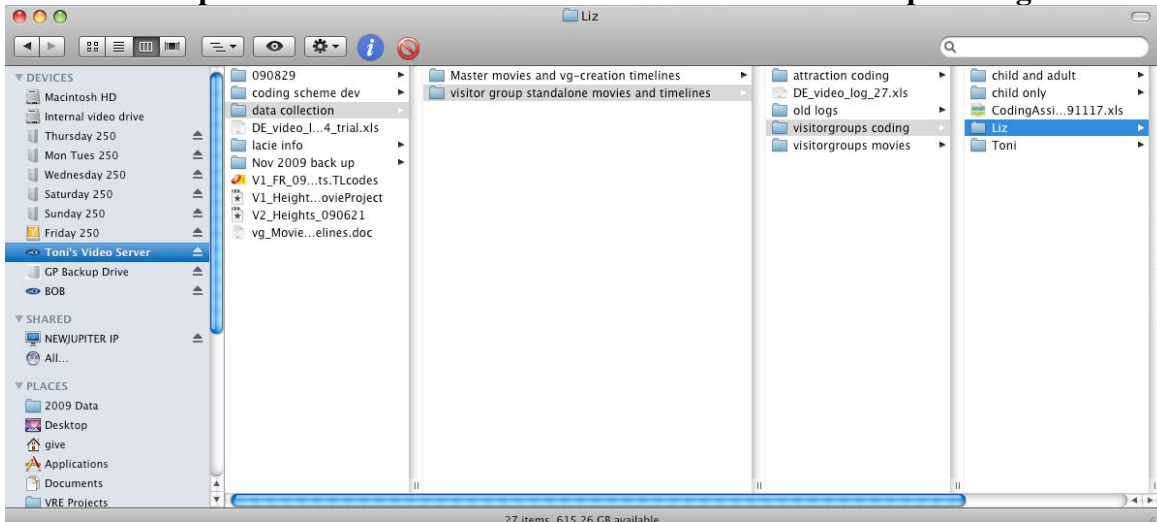 Liz
DEVICES
Macintosh HD
Internal video drive
Thursday 250
Mon Tues 250
Wednesday 250
Saturday 250
Sunday 250
Friday 250
Toni's Video Server
GP Backup Drive
BOB
SHARED
NEWJUPITER IP
All...
PLACES
2009 Data
Desktop
give
Applications
Documents
VRE Projects
090829
coding scheme dev
data collection
DE_video_l...4_trial.xls
lacie info
Nov 2009 back up
V1_FR_09...ts.TLcodes
V1_Height...ovieProject
V2_Heights_090621
vg_Movie...elines.doc
Master movies and vg-creation timelines
visitor group standalone movies and timelines
attraction coding
DE_video_log_27.xls
old logs
visitorgroups coding
visitorgroups movies
child and adult
child only
CodingAssi...91117.xls
Liz
Toni
27 items, 615.26 GB available